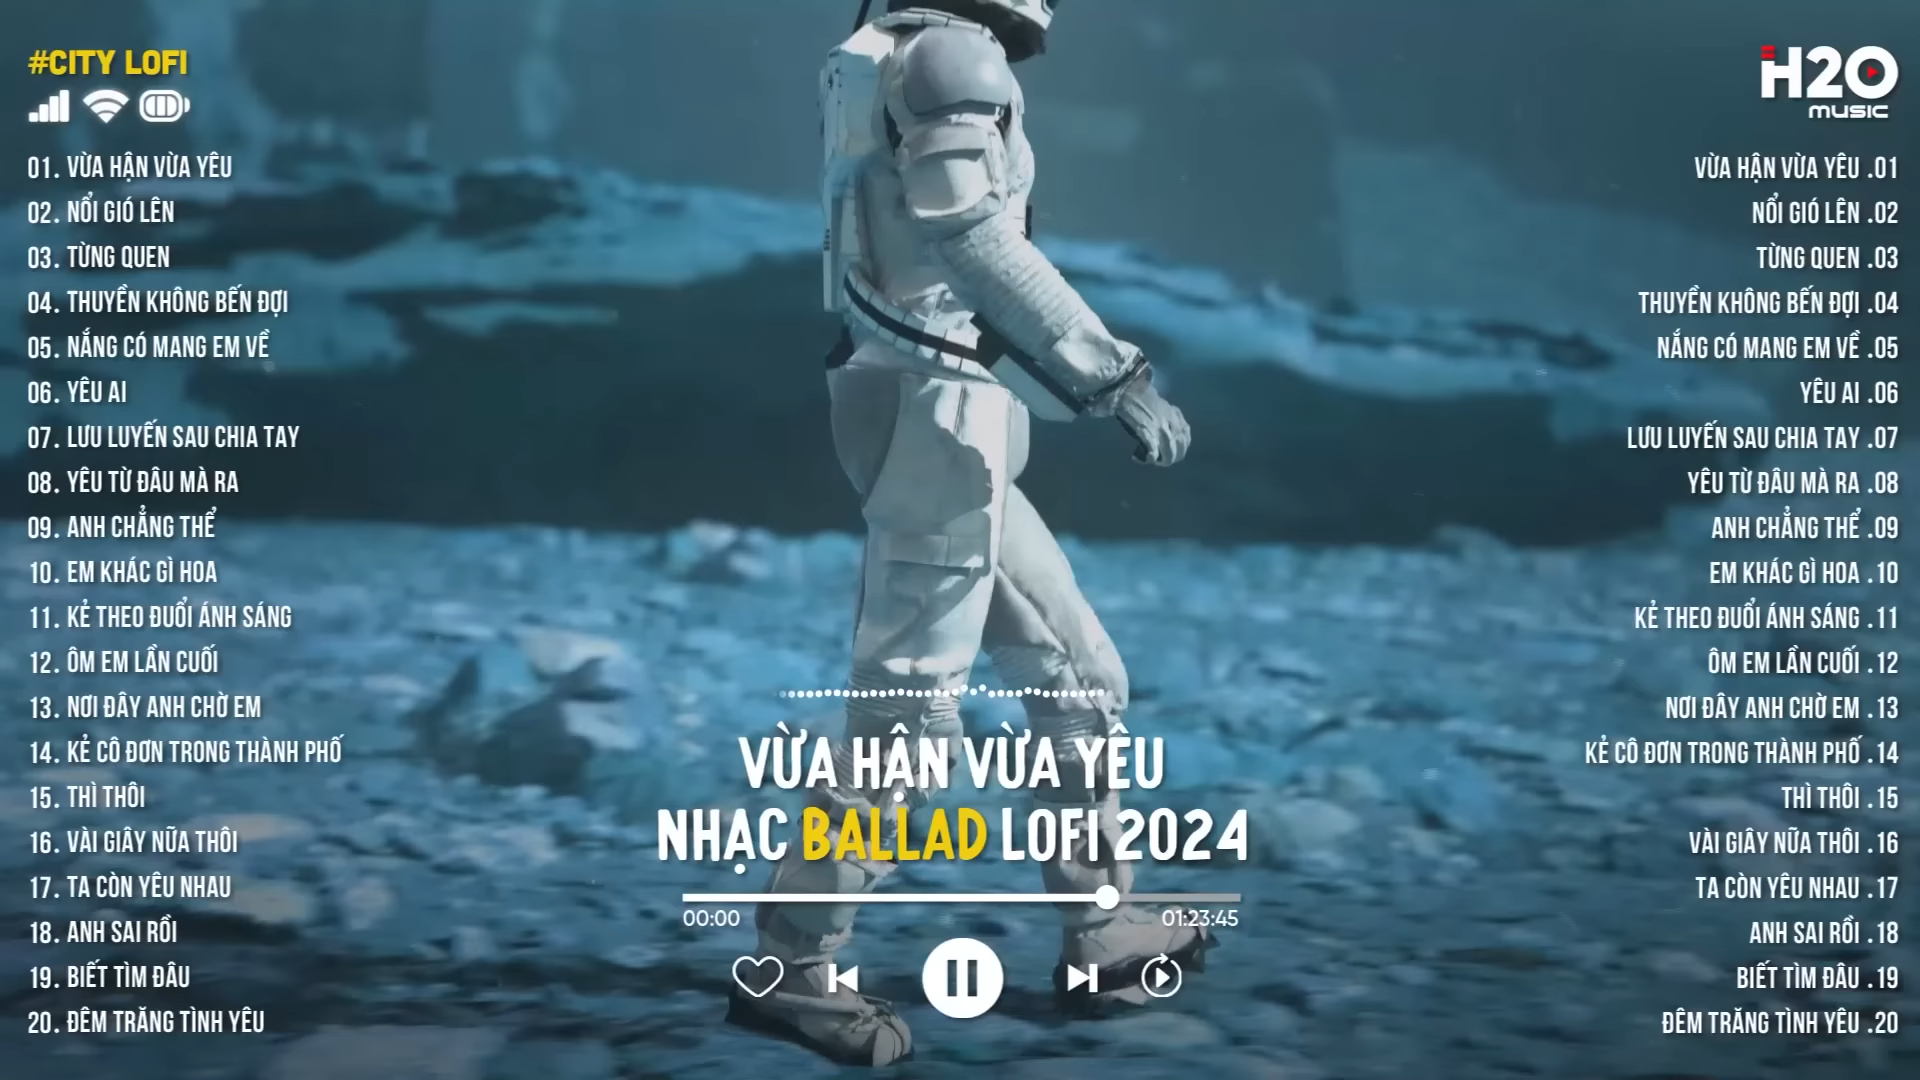 #CITY LOFI
01. VỪA HẬN VỪA YÊU
02. NỔI GIÓ LÊN
03. TỪNG QUEN
04. THUYỀN KHÔNG BẾN ĐỢI
05. NẮNG CÓ MANG EM VỀ
06. YÊU AI
07. LƯU LUYẾN SAU CHIA TAY
08. YÊU TỪ ĐÂU MÀ RA
09. ANH CHẲNG THỂ
10. EM KHÁC GÌ HOA
11. KẺ THEO ĐUỔI ÁNH SÁNG
12. ÔM EM LẦN CUỐI
13. NƠI ĐÂY ANH CHỜ EM
14. KẺ CÔ ĐƠN TRONG THÀNH PHỐ
15. THÌ THÔI
16. VÀI GIÂY NỮA THÔI
17. TA CÒN YÊU NHAU
18. ANH SAI RỒI
19. BIẾT TÌM ĐÂU
20. ĐÊM TRĂNG TÌNH YÊU
VỪA HẬN VỪA YÊU
NHẠC BALLAD LOFI 2024
00:00 01:23:45
H2O
MUSIC
VỪA HẬN VỪA YÊU .01
NỔI GIÓ LÊN .02
TỪNG QUEN .03
THUYỀN KHÔNG BẾN ĐỢI .04
NẮNG CÓ MANG EM VỀ .05
YÊU AI .06
LƯU LUYẾN SAU CHIA TAY .07
YÊU TỪ ĐÂU MÀ RA .08
ANH CHẲNG THỂ .09
EM KHÁC GÌ HOA .10
KẺ THEO ĐUỔI ÁNH SÁNG .11
ÔM EM LẦN CUỐI .12
NƠI ĐÂY ANH CHỜ EM .13
KẺ CÔ ĐƠN TRONG THÀNH PHỐ .14
THÌ THÔI .15
VÀI GIÂY NỮA THÔI .16
TA CÒN YÊU NHAU .17
ANH SAI RỒI .18
BIẾT TÌM ĐÂU .19
ĐÊM TRĂNG TÌNH YÊU .20